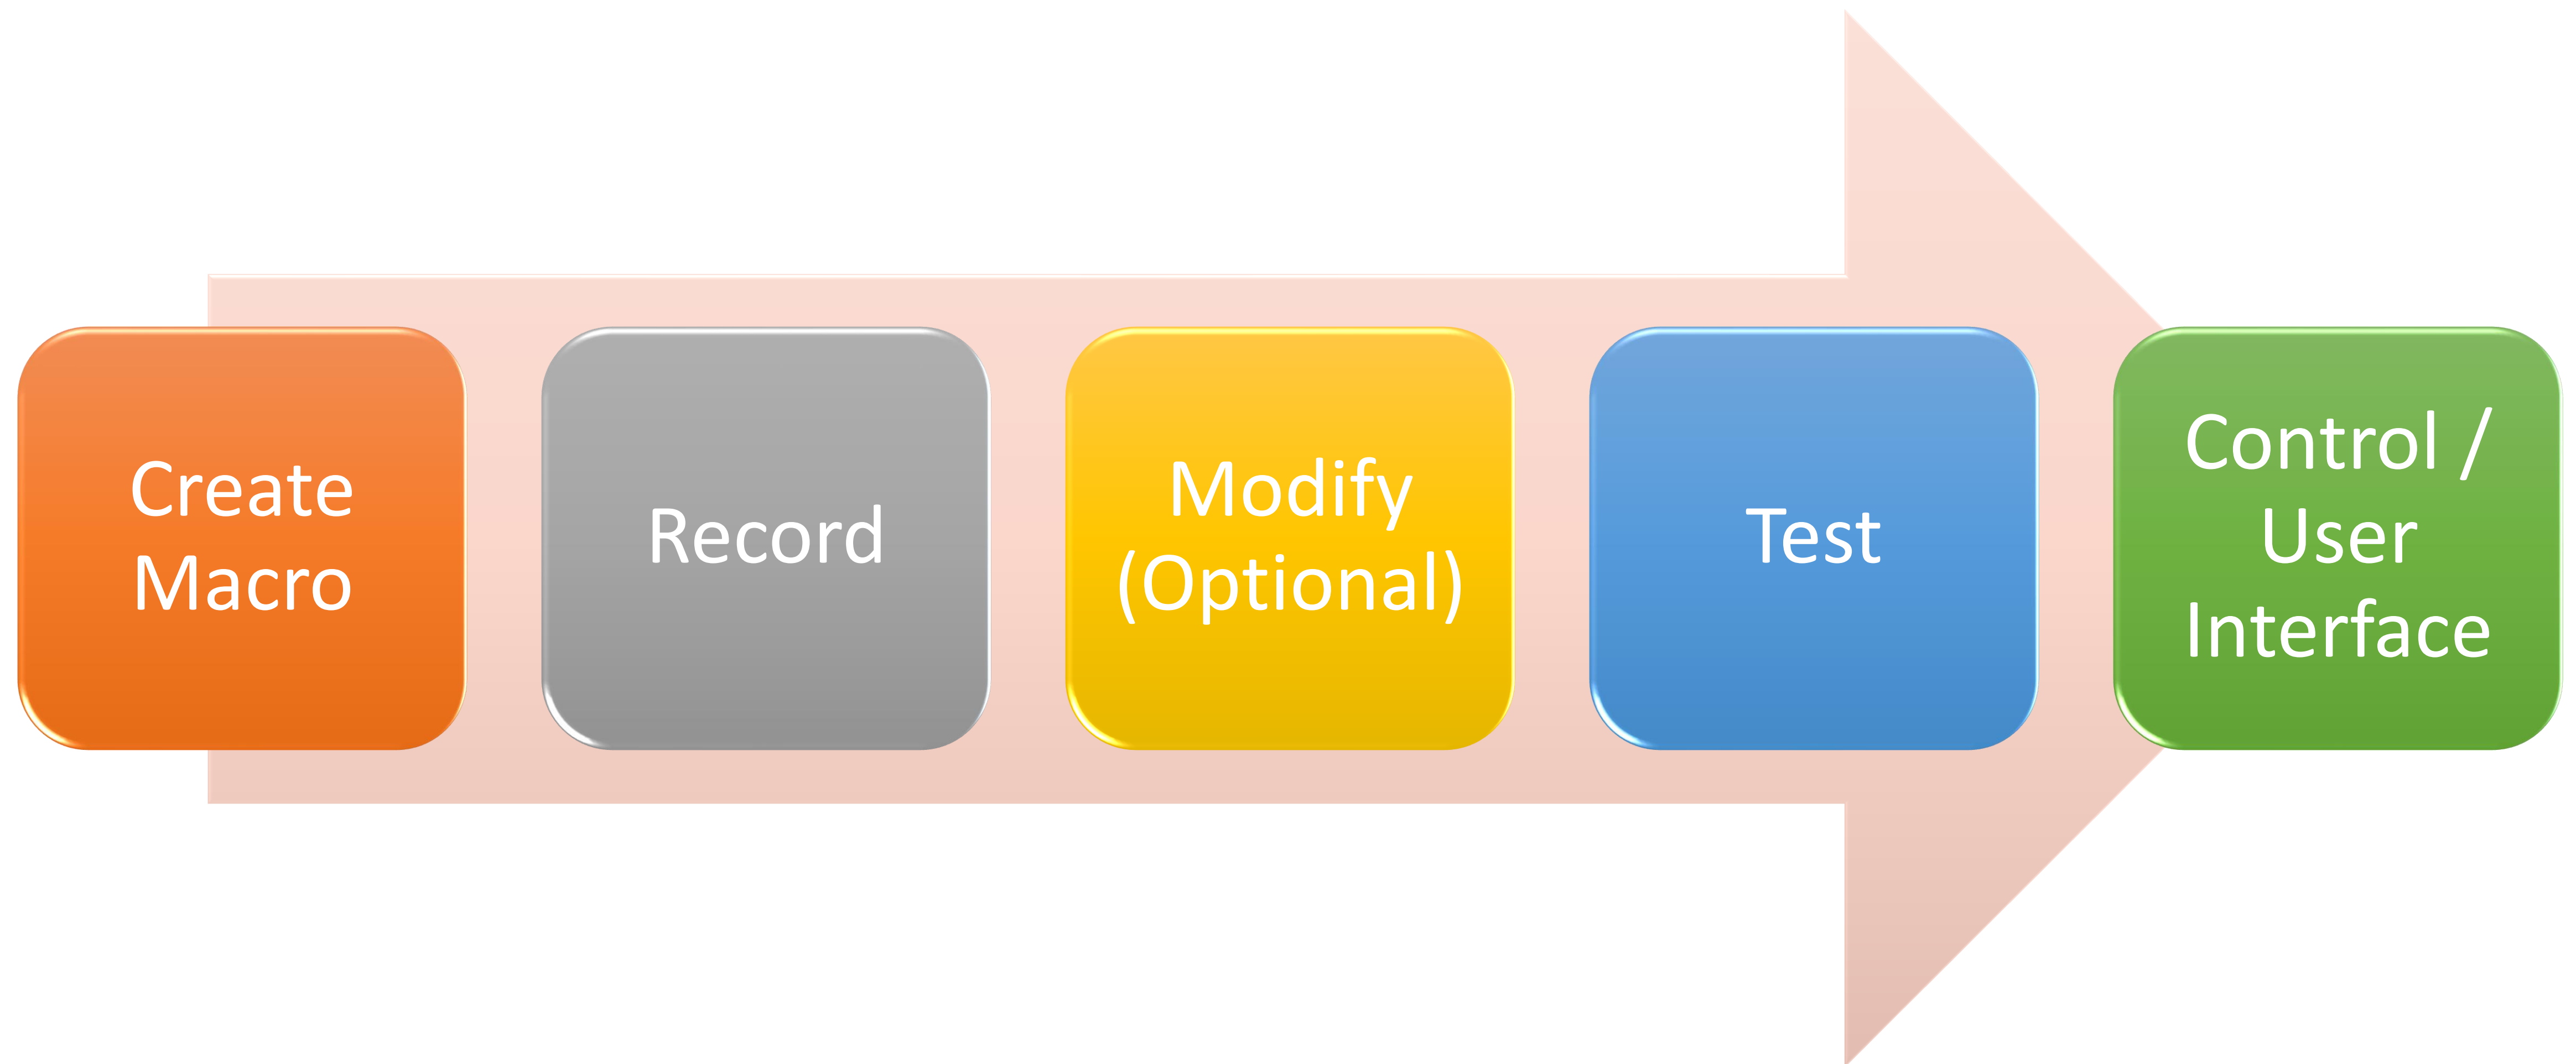 Create
Macro
Record
Modify
(Optional)
Test
Control /
User
Interface